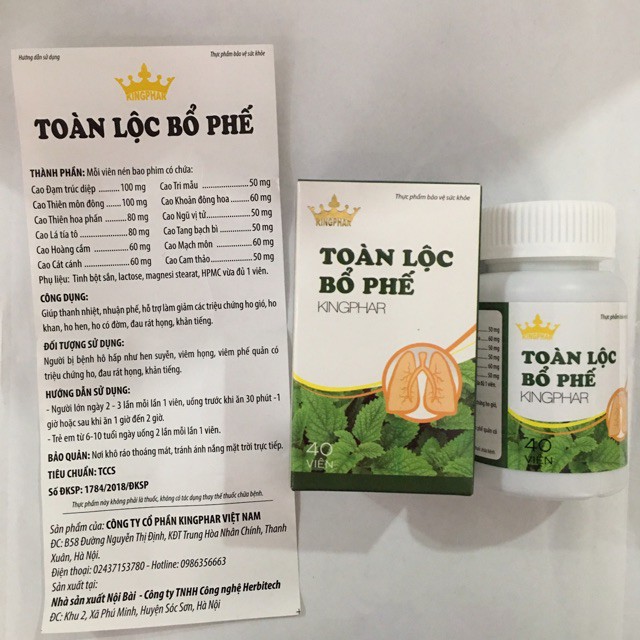 Hướng dẫn sử dụng
Thực phẩm bảo vệ sức khỏe
KINGPHAR
TOÀN LỘC BỔ PHẾ
THÀNH PHẦN: Mỗi viên nén bao phim có chứa:
Cao Đạm trúc diệp .......... 100 mg
Cao Thiên môn đông ...... 100 mg
Cao Thiên hoa phấn ......... 80 mg
Cao Lá tía tô ...................... 80 mg
Cao Hoàng cầm ................ 60 mg
Cao Cát cánh ..................... 60 mg
Cao Tri mẫu ...................... 50 mg
Cao Khoản đông hoa ....... 60 mg
Cao Ngũ vị tử .................... 50 mg
Cao Tang bạch bì .............. 50 mg
Cao Mạch môn .................. 60 mg
Cao Cam thảo .................... 50 mg
Phụ liệu: Tinh bột sắn, lactose, magnesi stearat, HPMC vừa đủ 1 viên.
CÔNG DỤNG:
Giúp thanh nhiệt, nhuận phế, hỗ trợ làm giảm các triệu chứng ho gió, ho
khan, ho hen, ho có đờm, đau rát họng, khản tiếng.
ĐỐI TƯỢNG SỬ DỤNG:
Người bị bệnh hô hấp như hen suyễn, viêm họng, viêm phế quản có
triệu chứng ho, đau rát họng, khản tiếng.
HƯỚNG DẪN SỬ DỤNG:
- Người lớn ngày 2 - 3 lần mỗi lần 1 viên, uống trước khi ăn 30 phút -1
giờ hoặc sau khi ăn 1 giờ đến 2 giờ.
- Trẻ em từ 6-10 tuổi ngày uống 2 lần mỗi lần 1 viên.
BẢO QUẢN: Nơi khô ráo thoáng mát, tránh ánh nắng mặt trời trực tiếp.
TIÊU CHUẨN: TCCS
Số ĐKSP: 1784/2018/ĐKSP
Thực phẩm này không phải là thuốc, không có tác dụng thay thế thuốc chữa bệnh.
Sản phẩm của: CÔNG TY CỔ PHẦN KINGPHAR VIỆT NAM
ĐC: B58 Đường Nguyễn Thị Định, KĐT Trung Hòa Nhân Chính, Thanh
Xuân, Hà Nội.
Điện thoại: 02437153780 - Hotline: 0986356663
Sản xuất tại:
Nhà sản xuất Nội Bài - Công ty TNHH Công nghệ Herbitech
ĐC: Khu 2, Xã Phú Minh, Huyện Sóc Sơn, Hà Nội
Thực phẩm bảo vệ sức khỏe
KINGPHAR
TOÀN LỘC
BỔ PHẾ
KINGPHAR
40
VIÊN
Thực phẩm bảo vệ
KINGPHAR
TOÀN LỘC
BỔ PHẾ
KINGPHAR
40
VIÊN